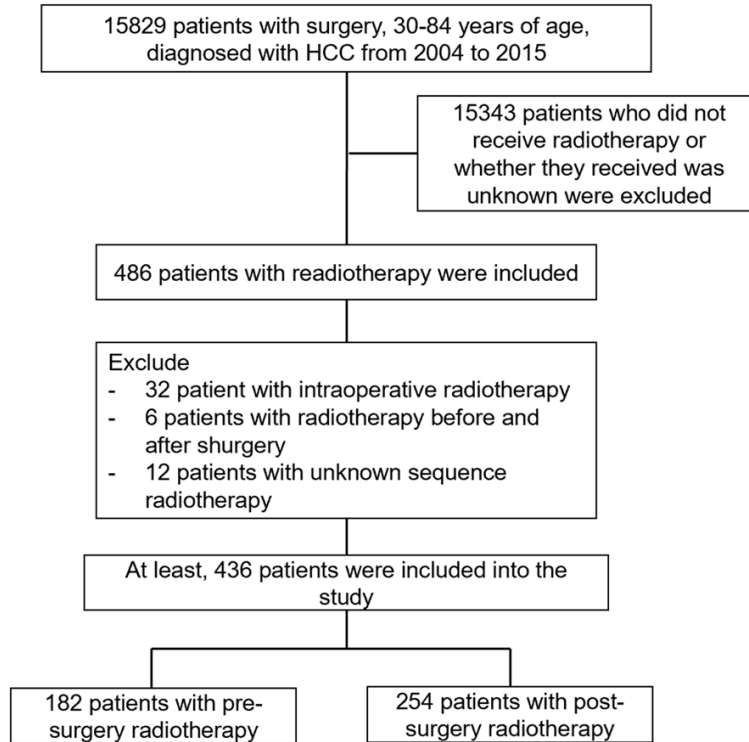 15829 patients with surgery, 30-84 years of age,
diagnosed with HCC from 2004 to 2015
15343 patients who did not
receive radiotherapy or
whether they received was
unknown were excluded
486 patients with readiotherapy were included
Exclude
- 32 patient with intraoperative radiotherapy
- 6 patients with radiotherapy before and
after shurgery
- 12 patients with unknown sequence
radiotherapy
At least, 436 patients were included into the
study
182 patients with pre-
surgery radiotherapy
254 patients with post-
surgery radiotherapy